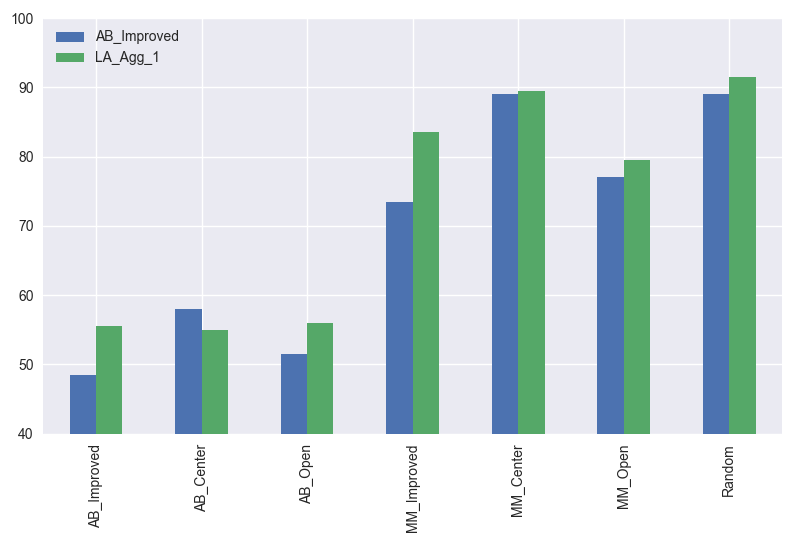 100
90
80
70
60
50
40
AB_Improved
LA_Agg_1
AB_Improved
AB_Center
AB_Open
MM_Improved
MM_Center
MM_Open
Random